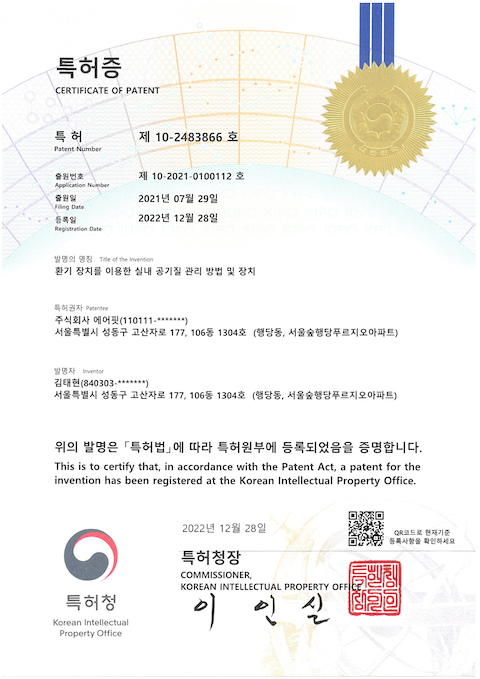 특허증
CERTIFICATE OF PATENT
특 허 제 10-2483866 호
Patent Number
출원번호 제 10-2021-0100112 호
Application Number
출원일 2021년 07월 29일
Filing Date
등록일 2022년 12월 28일
Registration Date
발명의 명칭 Title of the Invention
환기 장치를 이용한 실내 공기질 관리 방법 및 장치
특허권자 Patentee
주식회사 에어핏(110111-*******)
서울특별시 성동구 고산자로 177, 106동 1304호 (행당동, 서울숲행당푸르지오아파트)
발명자 Inventor
김태현(840303-*******)
서울특별시 성동구 고산자로 177, 106동 1304호 (행당동, 서울숲행당푸르지오아파트)
위의 발명은 「특허법」에 따라 특허원부에 등록되었음을 증명합니다.
This is to certify that, in accordance with the Patent Act, a patent for the
invention has been registered at the Korean Intellectual Property Office.
2022년 12월 28일
QR코드로 현재기준
등록사항을 확인하세요
특허청장
COMMISSIONER,
KOREAN INTELLECTUAL PROPERTY OFFICE
이 인 실
특허청
Korean Intellectual
Property Office